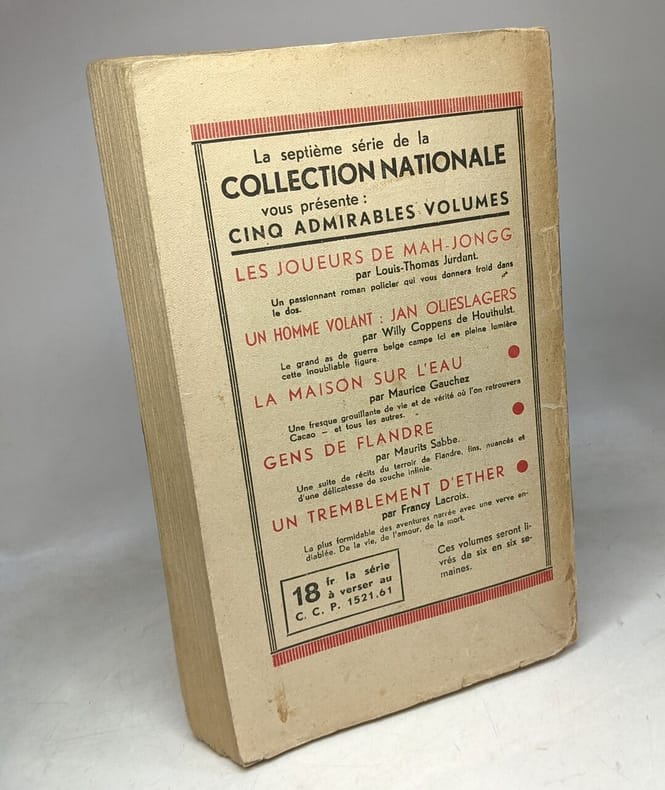 La septième série de la
COLLECTION NATIONALE
vous présente :
CINQ ADMIRABLES VOLUMES
LES JOUEURS DE MAH-JONGG
par Louis-Thomas Jurdant.
Un passionnant roman policier qui vous donnera froid dans
le dos.
UN HOMME VOLANT : JAN OLIESLAGERS
par Willy Coppens de Houthulst.
Le grand as de guerre belge campe ici en pleine lumière
cette inoubliable figure.
LA MAISON SUR L'EAU
par Maurice Gauchez
Une fresque grouillante de vie et de vérité où l'on retrouvera
Cacao — et tous les autres.
GENS DE FLANDRE
par Maurits Sabbe.
Une suite de récits du terroir de Flandre, fins, nuancés et
d'une délicatesse de souche infinie.
UN TREMBLEMENT D'ETHER
par Francy Lacroix.
La plus formidable des aventures narrée avec une verve en-
diablée. De la vie, de l'amour, de la mort.
18 fr la série
à verser au
C. C. P. 1521.61
Ces volumes seront li-
vrés de six en six se-
maines.